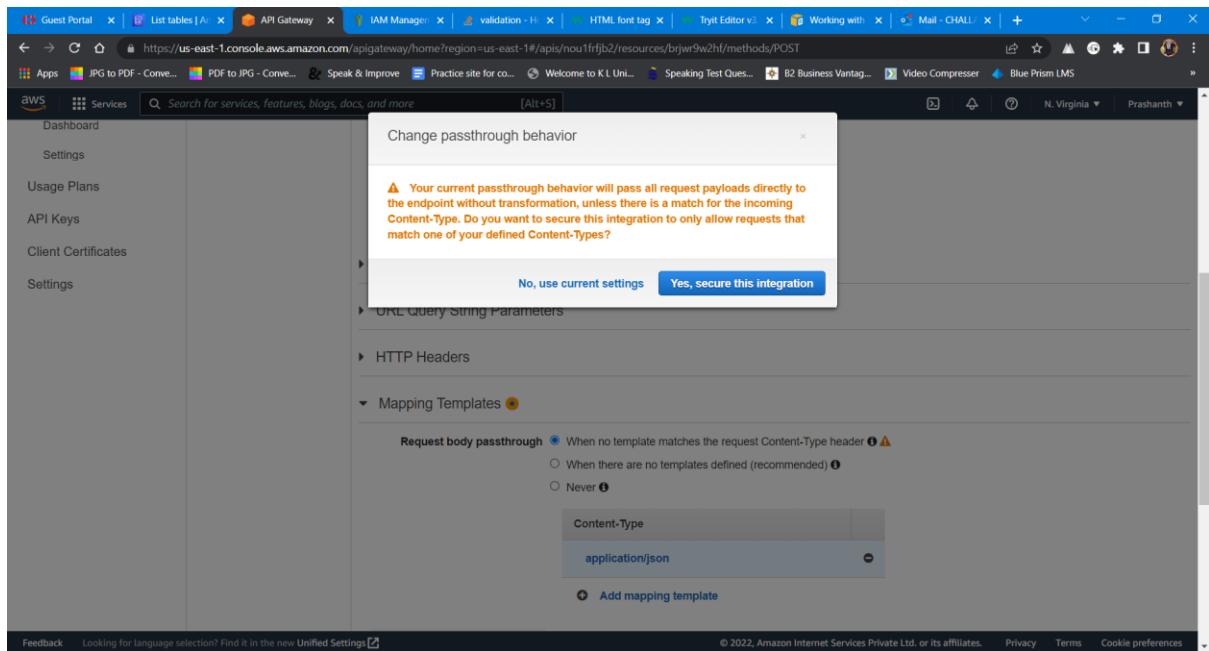 Guest Portal
List tables | Am
API Gateway
IAM Managem
validation - H
HTML font tag
Tryit Editor v3.
Working with
Mail - CHALLA
https://us-east-1.console.aws.amazon.com/apigateway/home?region=us-east-1#/apis/nou1frfjb2/resources/brjwr9w2hf/methods/POST
Apps
JPG to PDF - Conve...
PDF to JPG - Conve...
Speak & Improve
Practice site for co...
Welcome to K L Uni...
Speaking Test Ques...
B2 Business Vantag...
Video Compresser
Blue Prism LMS
»
aws
Services
Search for services, features, blogs, docs, and more
[Alt+S]
N. Virginia
Prashanth
Dashboard
Settings
Usage Plans
API Keys
Client Certificates
Settings
Change passthrough behavior
Your current passthrough behavior will pass all request payloads directly to
the endpoint without transformation, unless there is a match for the incoming
Content-Type. Do you want to secure this integration to only allow requests that
match one of your defined Content-Types?
No, use current settings
Yes, secure this integration
URL Query String Parameters
HTTP Headers
Mapping Templates
Request body passthrough
When no template matches the request Content-Type header
When there are no templates defined (recommended)
Never
Content-Type
application/json
Add mapping template
Feedback
Looking for language selection? Find it in the new Unified Settings
© 2022, Amazon Internet Services Private Ltd. or its affiliates.
Privacy
Terms
Cookie preferences